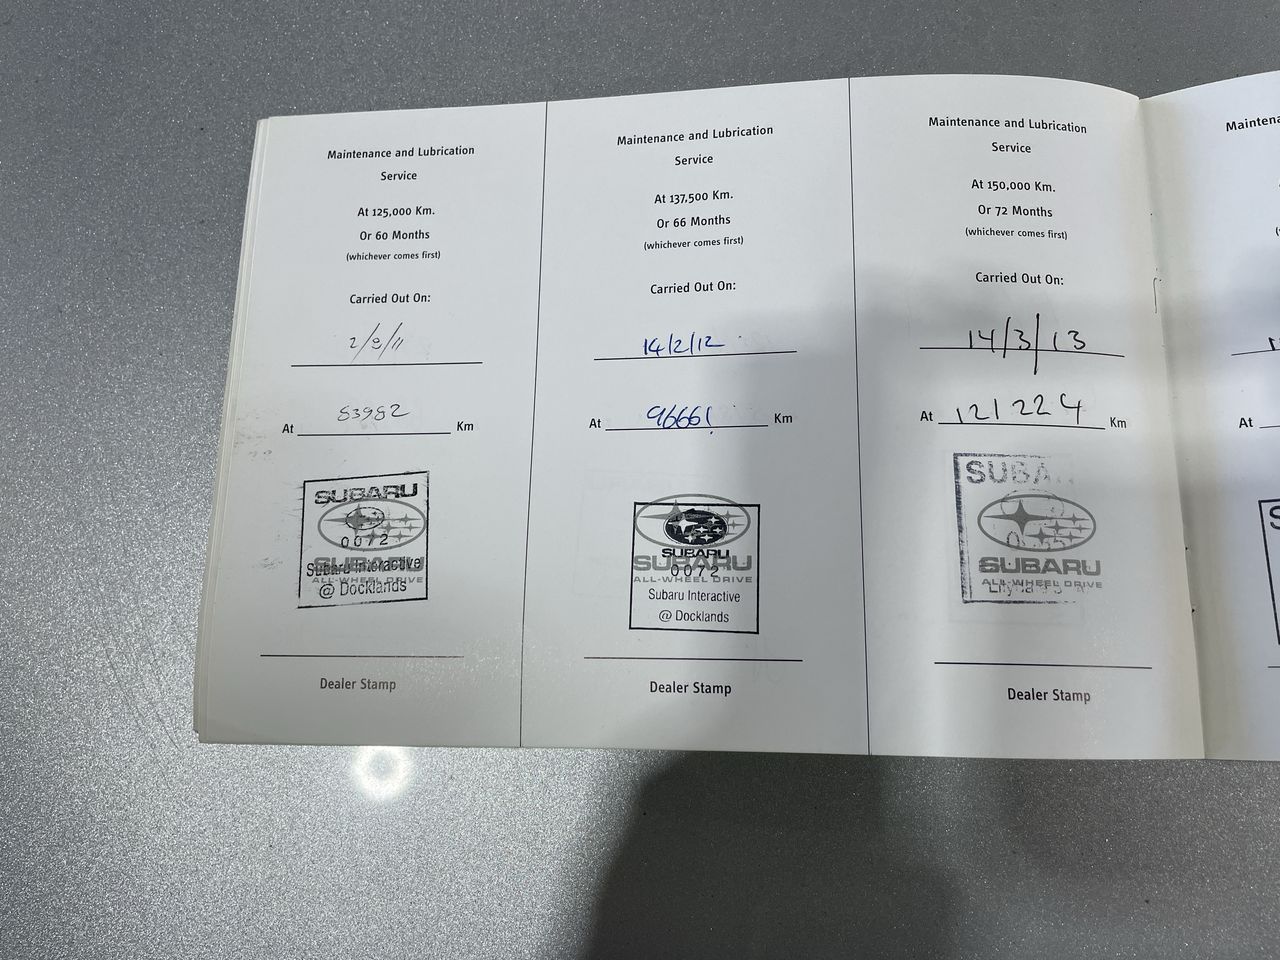 Maintenance and Lubrication
Service
At 125,000 Km.
Or 60 Months
(whichever comes first)
Carried Out On:
At 83982 Km
SUBARU
0072
SUBARU
Subaru Interactive
ALL-WHEEL DRIVE
@ Docklands
Dealer Stamp
Maintenance and Lubrication
Service
At 137,500 Km.
Or 66 Months
(whichever comes first)
Carried Out On:
14/2/12
At 96661 Km
SUBARU
SUBARU
0072
ALL-WHEEL DRIVE
Subaru Interactive
@ Docklands
Dealer Stamp
Maintenance and Lubrication
Service
At 150,000 Km.
Or 72 Months
(whichever comes first)
Carried Out On:
14/3/13
At 121224 Km
SUBARU
SUBARU
ALL-WHEEL DRIVE
Dealer Stamp
At